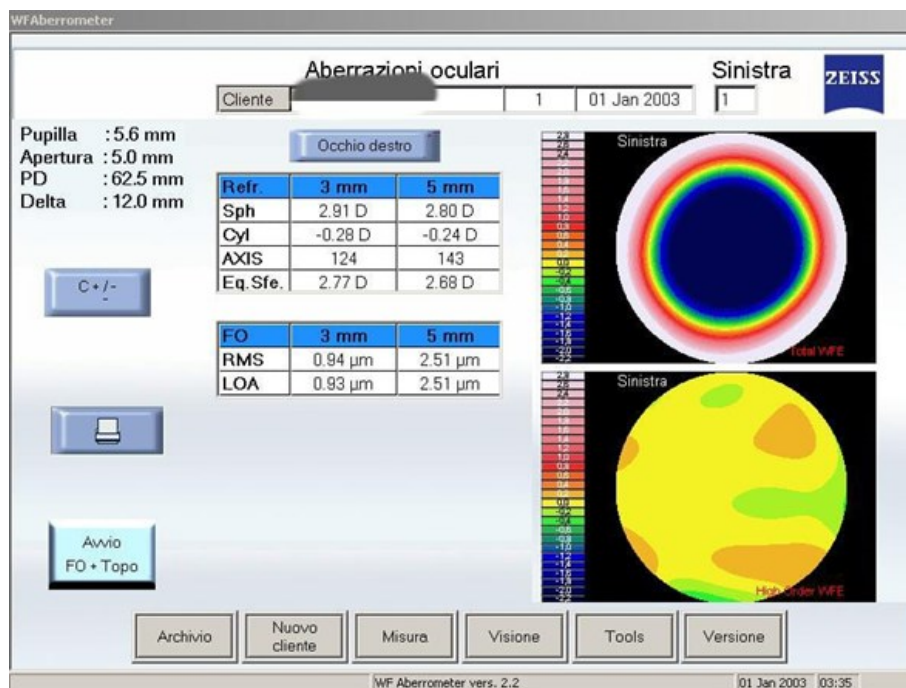 WFAberrometer
Aberrazioni oculari
Sinistra
ZEISS
Cliente
1
01 Jan 2003
1
Pupilla : 5.6 mm
Apertura : 5.0 mm
PD : 62.5 mm
Delta : 12.0 mm
Occhio destro
Refr. 3 mm 5 mm
Sph 2.91 D 2.80 D
Cyl -0.28 D -0.24 D
AXIS 124 143
Eq.Sfe. 2.77 D 2.68 D
C + / -
-
FO 3 mm 5 mm
RMS 0.94 µm 2.51 µm
LOA 0.93 µm 2.51 µm
Sinistra
Total WFE
Sinistra
High Order WFE
Avvio
FO + Topo
Archivio
Nuovo
cliente
Misura
Visione
Tools
Versione
WF Aberrometer vers. 2.2
01 Jan 2003
03:35